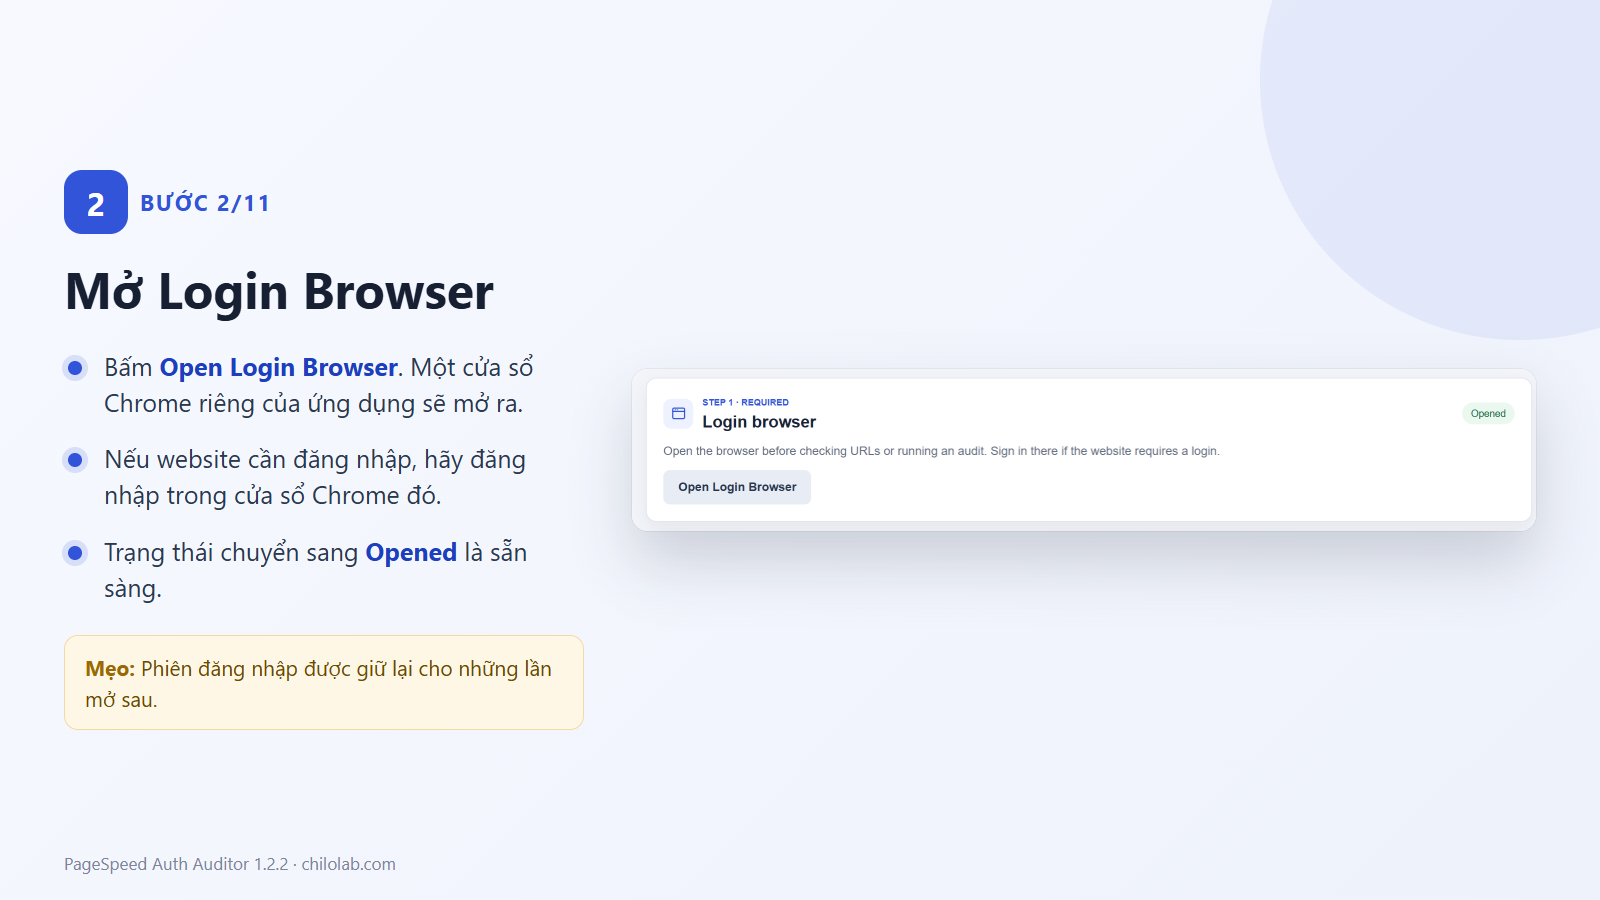 2
BƯỚC 2/11
Mở Login Browser
Bấm Open Login Browser. Một cửa sổ
Chrome riêng của ứng dụng sẽ mở ra.
Nếu website cần đăng nhập, hãy đăng
nhập trong cửa sổ Chrome đó.
Trạng thái chuyển sang Opened là sẵn
sàng.
Mẹo: Phiên đăng nhập được giữ lại cho những lần
mở sau.
STEP 1 · REQUIRED
Login browser
Opened
Open the browser before checking URLs or running an audit. Sign in there if the website requires a login.
Open Login Browser
PageSpeed Auth Auditor 1.2.2 · chilolab.com